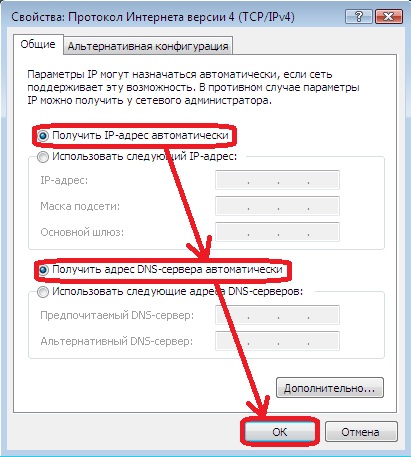 Свойства: Протокол Интернета версии 4 (TCP/IPv4)
Общие
Альтернативная конфигурация
Параметры IP могут назначаться автоматически, если сеть
поддерживает эту возможность. В противном случае параметры
IP можно получить у сетевого администратора.
Получить IP-адрес автоматически
Использовать следующий IP-адрес:
IP-адрес:
Маска подсети:
Основной шлюз:
Получить адрес DNS-сервера автоматически
Использовать следующие адреса DNS-серверов:
Предпочитаемый DNS-сервер:
Альтернативный DNS-сервер:
Дополнительно...
ОК
Отмена